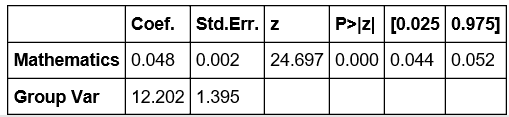 Coef. Std.Err. z P>|z| [0.025 0.975]
Mathematics 0.048 0.002 24.697 0.000 0.044 0.052
Group Var 12.202 1.395